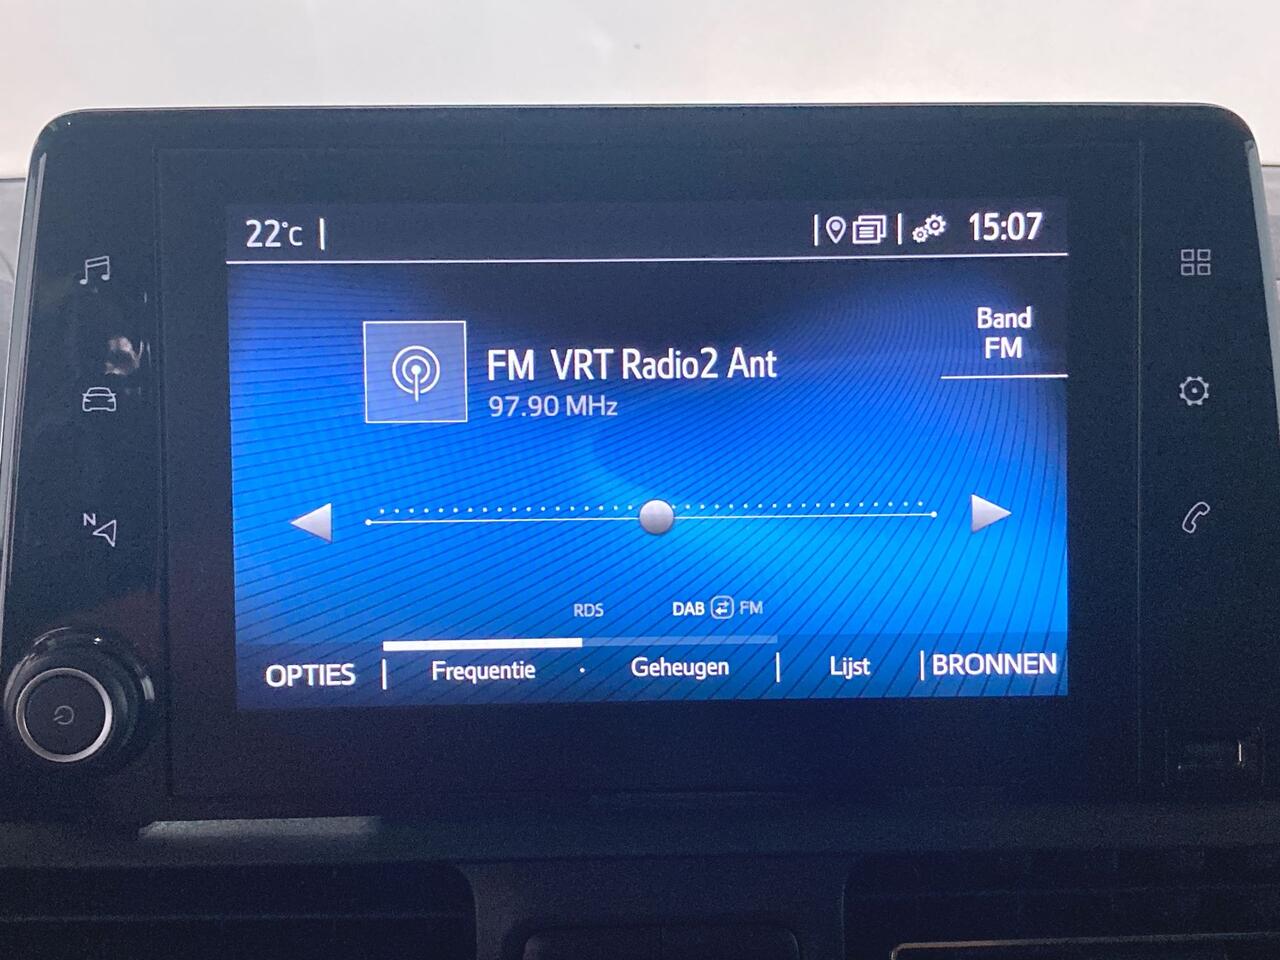 22°C
15:07
Band
FM
FM VRT Radio2 Ant
97.90 MHz
N
RDS
DAB FM
OPTIES
Frequentie · Geheugen
Lijst
BRONNEN